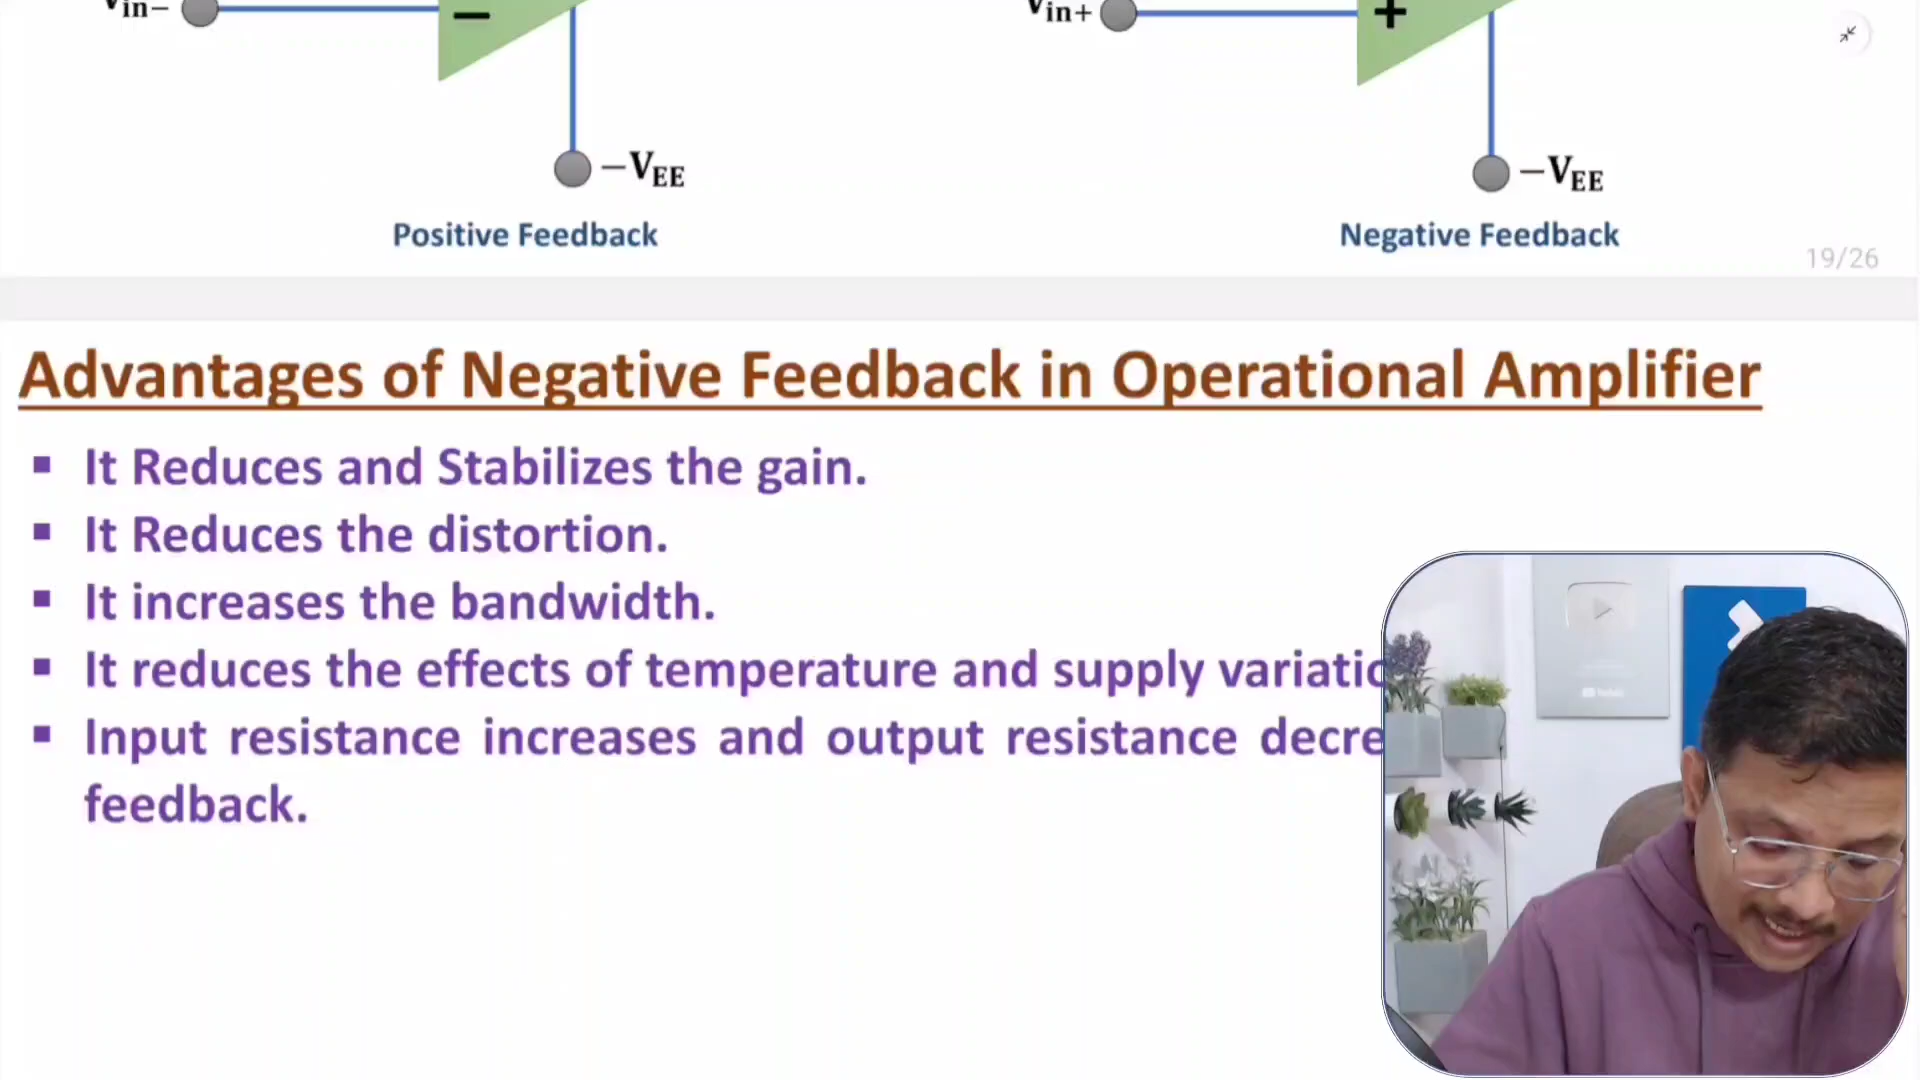 Vin− Vin+
− +
−VEE −VEE
Positive Feedback Negative Feedback
19/26
Advantages of Negative Feedback in Operational Amplifier
▪ It Reduces and Stabilizes the gain.
▪ It Reduces the distortion.
▪ It increases the bandwidth.
▪ It reduces the effects of temperature and supply
▪ Input resistance increases and output resistance
feedback.